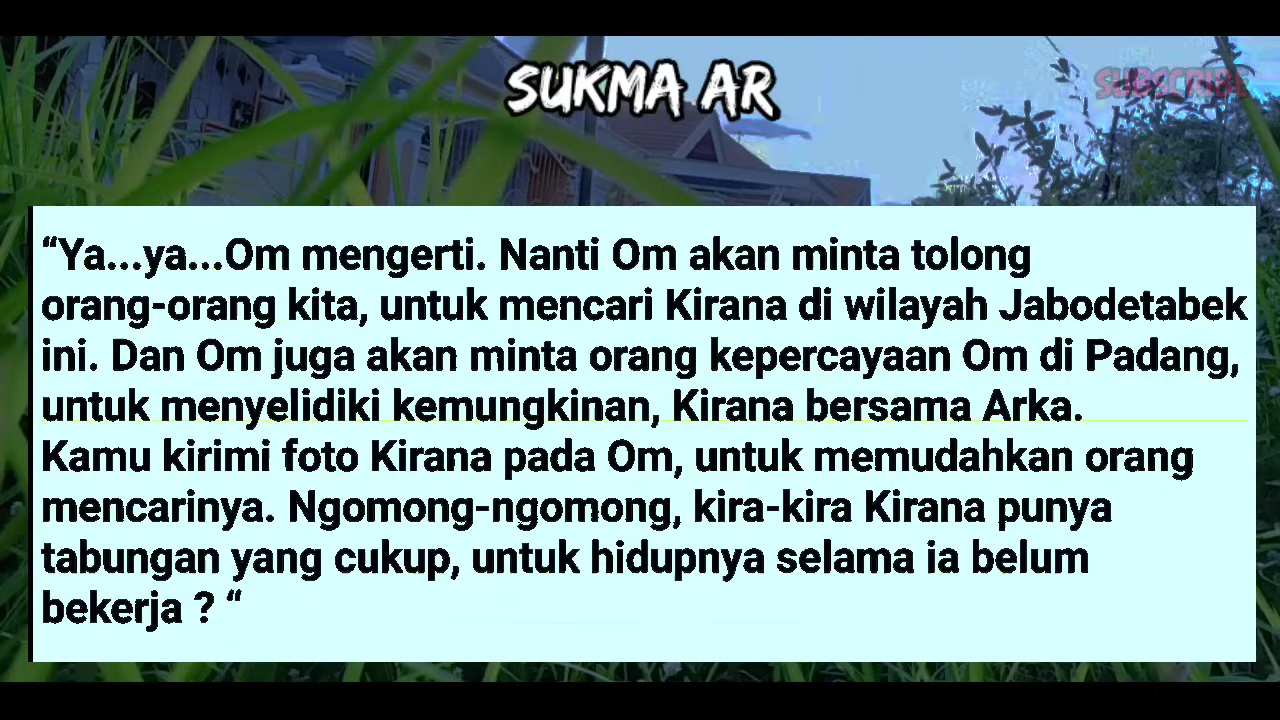 SUKMA AR
SUBSCRIBE
“Ya...ya...Om mengerti. Nanti Om akan minta tolong
orang-orang kita, untuk mencari Kirana di wilayah Jabodetabek
ini. Dan Om juga akan minta orang kepercayaan Om di Padang,
untuk menyelidiki kemungkinan, Kirana bersama Arka.
Kamu kirimi foto Kirana pada Om, untuk memudahkan orang
mencarinya. Ngomong-ngomong, kira-kira Kirana punya
tabungan yang cukup, untuk hidupnya selama ia belum
bekerja ? “